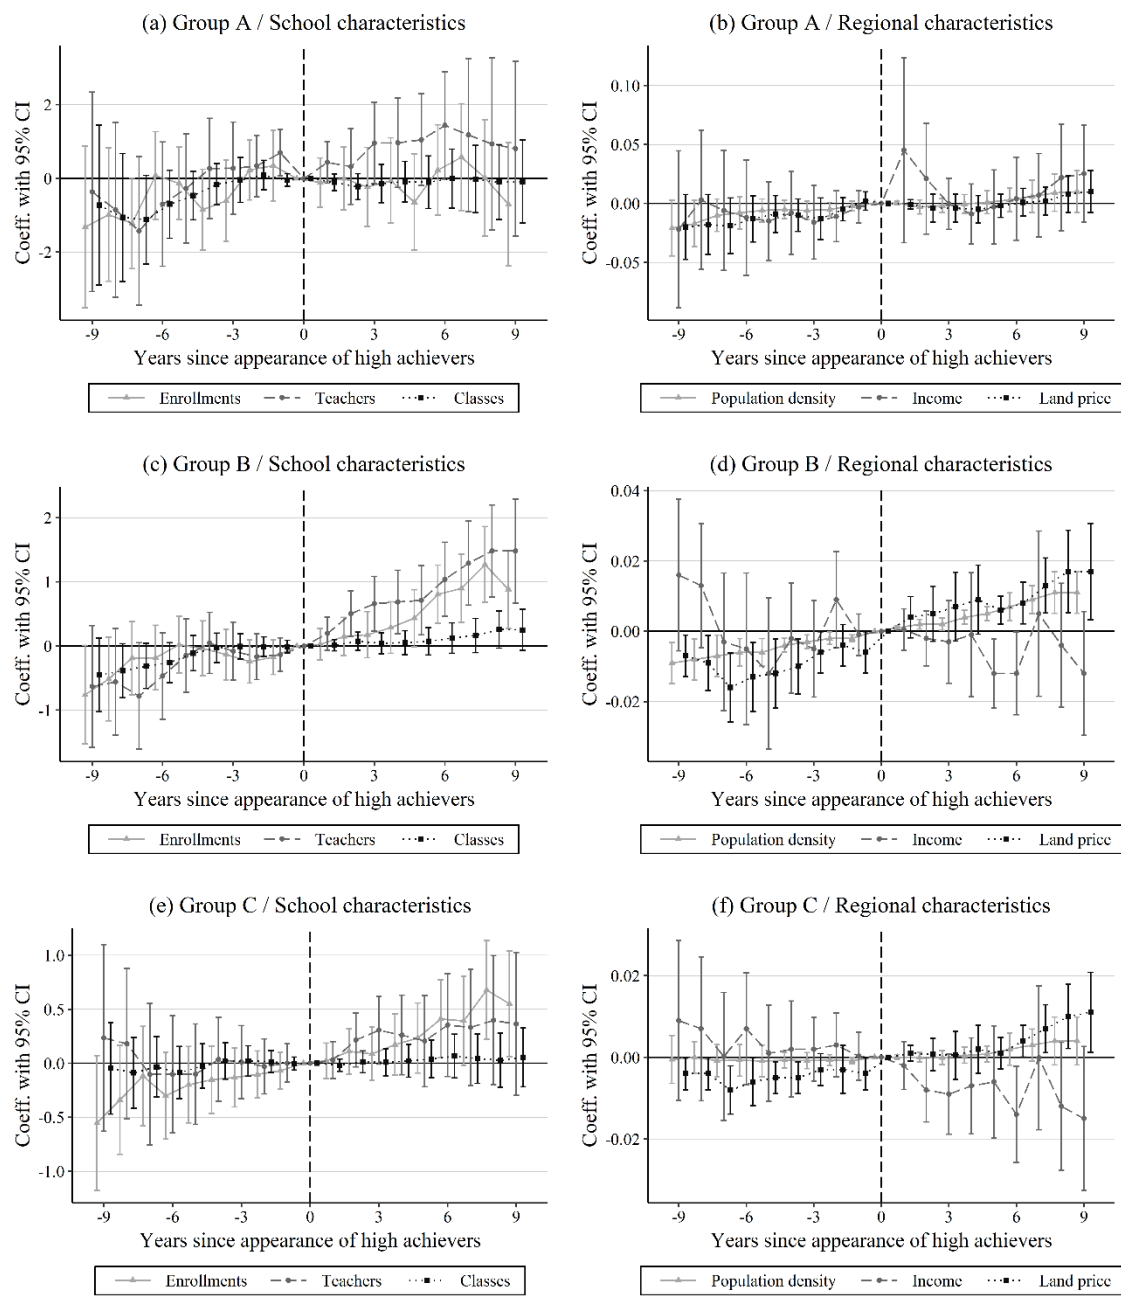 (a) Group A / School characteristics
Coeff. with 95% CI
2
0
-2
-9 -6 -3 0 3 6 9
Years since appearance of high achievers
Enrollments Teachers Classes
(b) Group A / Regional characteristics
Coeff. with 95% CI
0.10
0.05
0.00
-0.05
-9 -6 -3 0 3 6 9
Years since appearance of high achievers
Population density Income Land price
(c) Group B / School characteristics
Coeff. with 95% CI
2
1
0
-1
-9 -6 -3 0 3 6 9
Years since appearance of high achievers
Enrollments Teachers Classes
(d) Group B / Regional characteristics
Coeff. with 95% CI
0.04
0.02
0.00
-0.02
-9 -6 -3 0 3 6 9
Years since appearance of high achievers
Population density Income Land price
(e) Group C / School characteristics
Coeff. with 95% CI
1.0
0.5
0.0
-0.5
-1.0
-9 -6 -3 0 3 6 9
Years since appearance of high achievers
Enrollments Teachers Classes
(f) Group C / Regional characteristics
Coeff. with 95% CI
0.02
0.00
-0.02
-9 -6 -3 0 3 6 9
Years since appearance of high achievers
Population density Income Land price